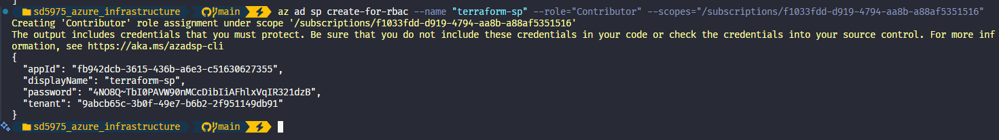 ]
sd5975_azure_infrastructure main az ad sp create-for-rbac --name "terraform-sp" --role="Contributor" --scopes="/subscriptions/f1033fdd-d919-4794-aa8b-a88af5351516"
Creating 'Contributor' role assignment under scope '/subscriptions/f1033fdd-d919-4794-aa8b-a88af5351516'
The output includes credentials that you must protect. Be sure that you do not include these credentials in your code or check the credentials into your source control. For more inf
ormation, see https://aka.ms/azadsp-cli
{
  "appId": "fb942dcb-3615-436b-a6e3-c51630627355",
  "displayName": "terraform-sp",
  "password": "4NO8Q~TbI0PAVW90nMCcDibIiAFhlxVqIR321dzB",
  "tenant": "9abcb65c-3b0f-49e7-b6b2-2f951149db91"
}
sd5975_azure_infrastructure main